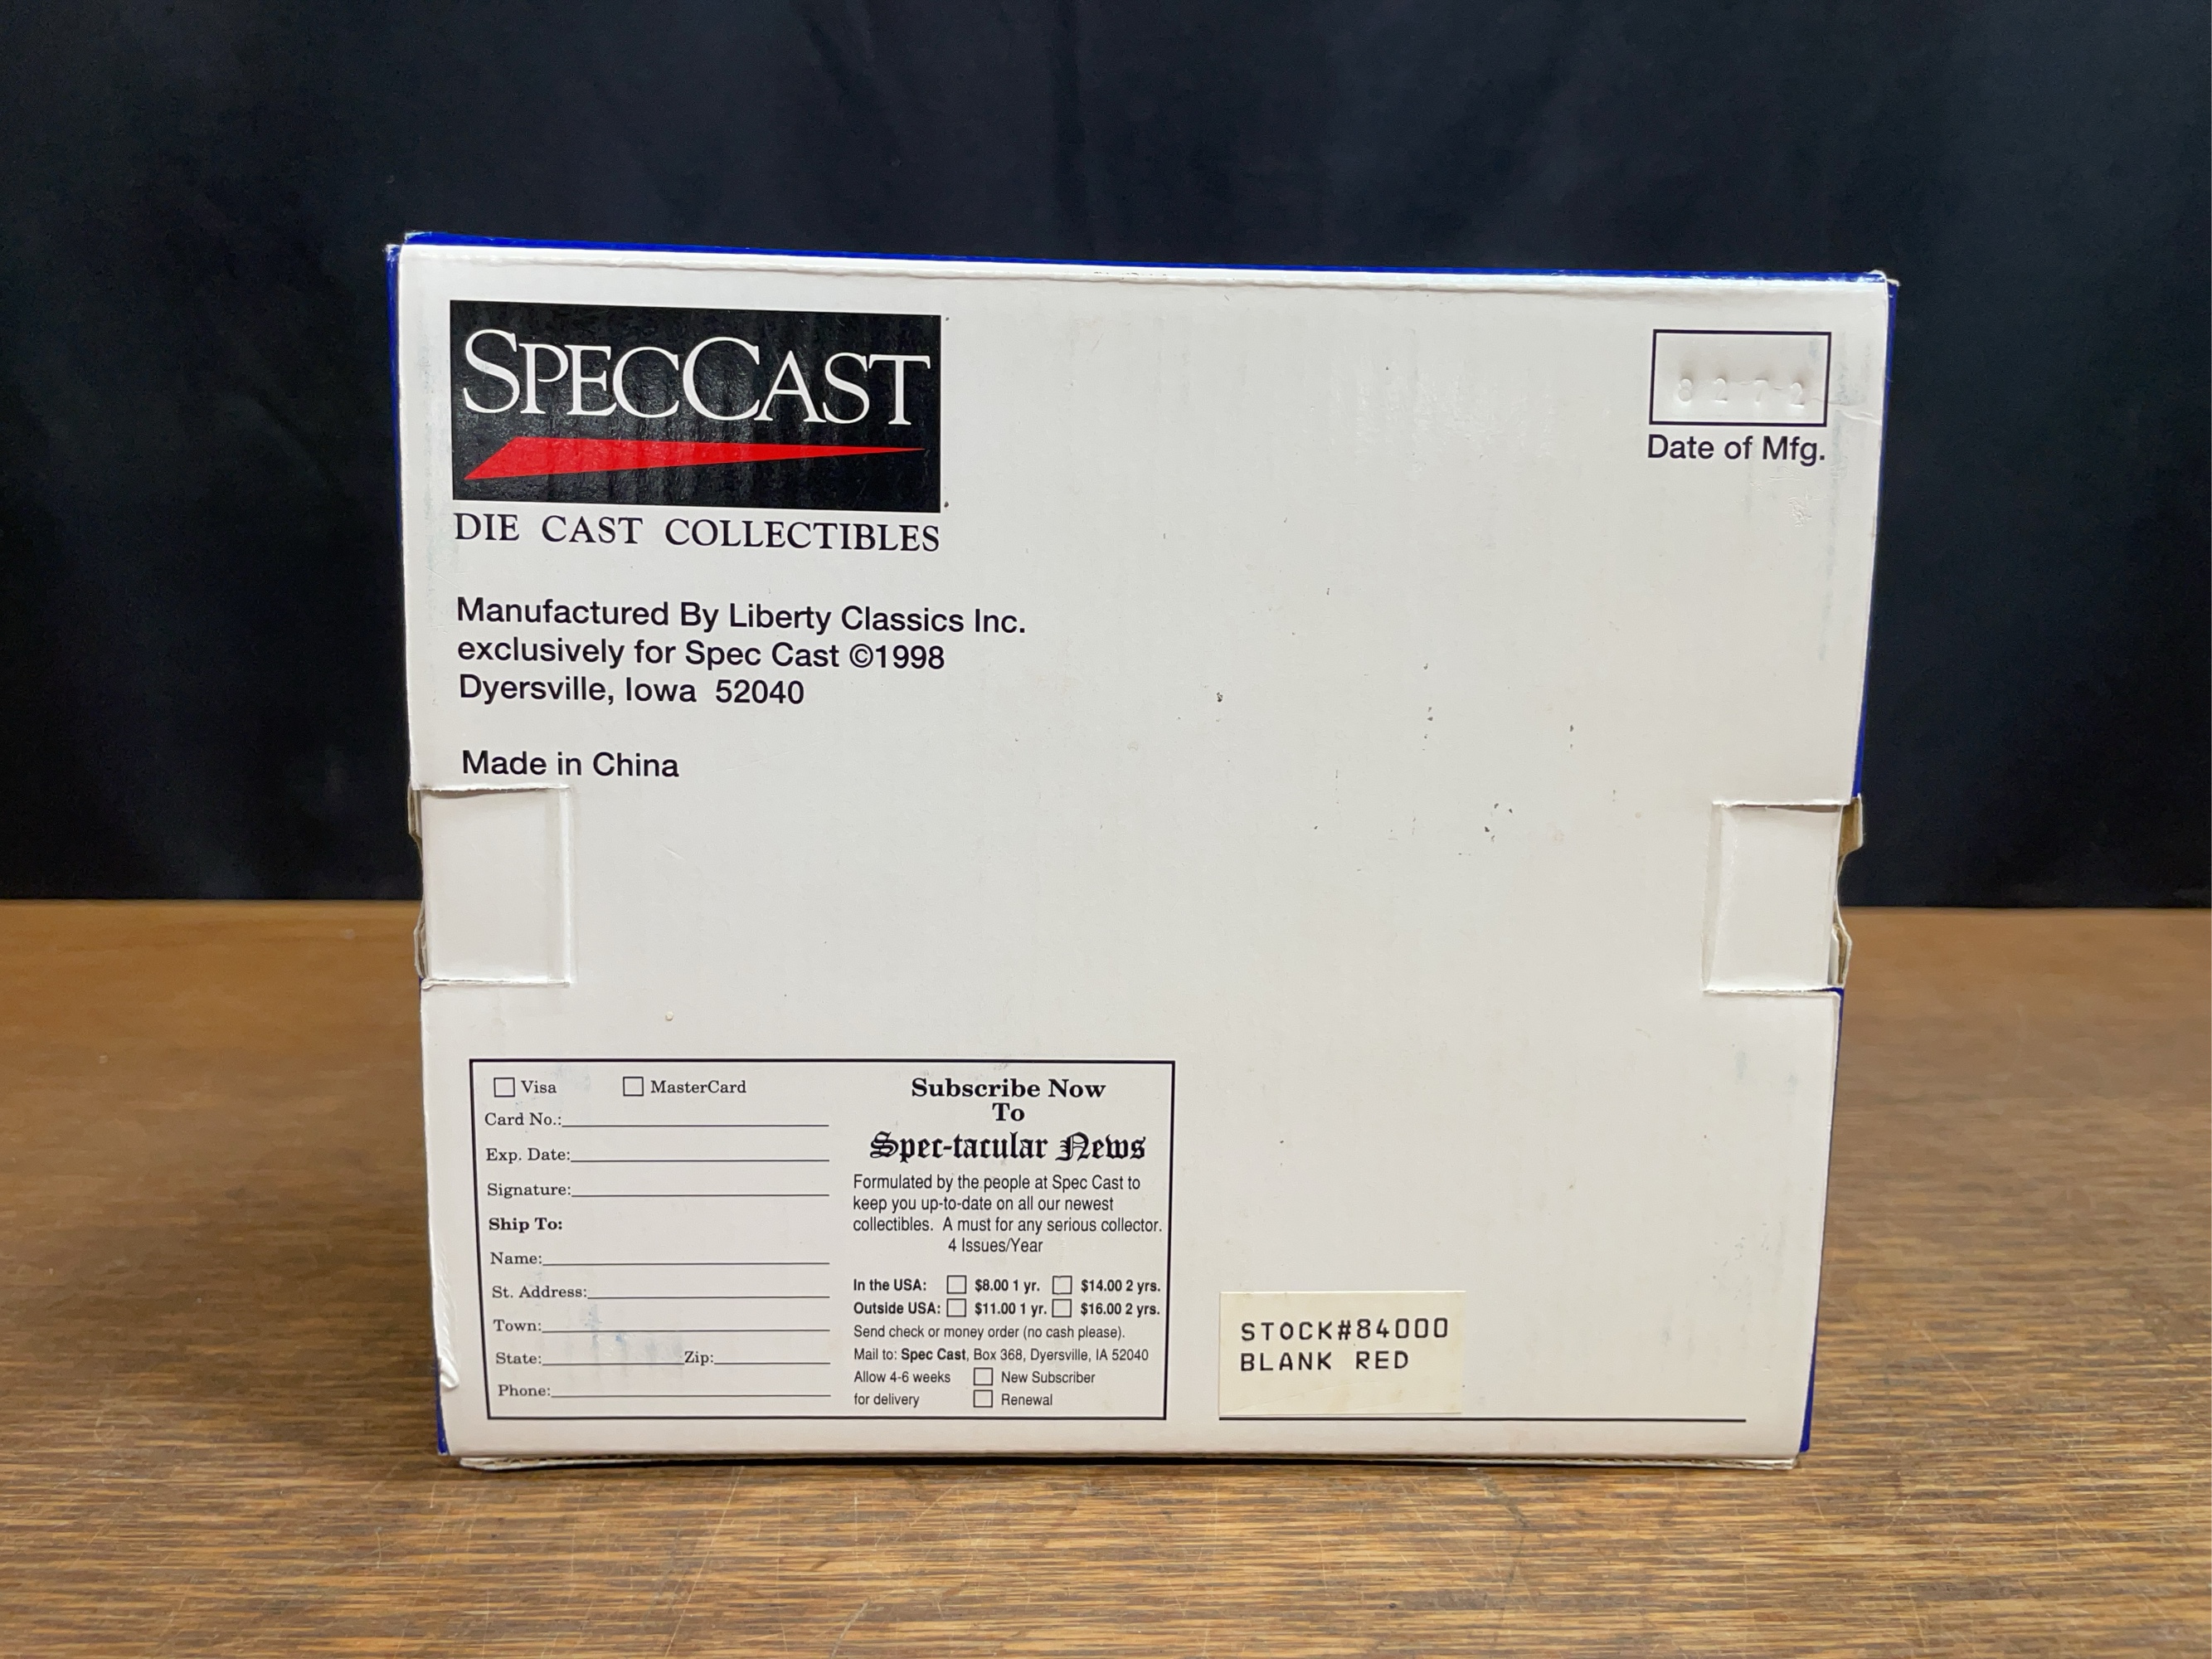 SPECCAST
DIE CAST COLLECTIBLES
8272
Date of Mfg.
Manufactured By Liberty Classics Inc.
exclusively for Spec Cast ©1998
Dyersville, Iowa 52040
Made in China
Visa MasterCard
Card No.:
Exp. Date:
Signature:
Ship To:
Name:
St. Address:
Town:
State: Zip:
Phone:
Subscribe Now
To
Spec-tacular News
Formulated by the people at Spec Cast to
keep you up-to-date on all our newest
collectibles. A must for any serious collector.
4 Issues/Year
In the USA: $8.00 1 yr. $14.00 2 yrs.
Outside USA: $11.00 1 yr. $16.00 2 yrs.
Send check or money order (no cash please).
Mail to: Spec Cast, Box 368, Dyersville, IA 52040
Allow 4-6 weeks New Subscriber
for delivery Renewal
STOCK#84000
BLANK RED